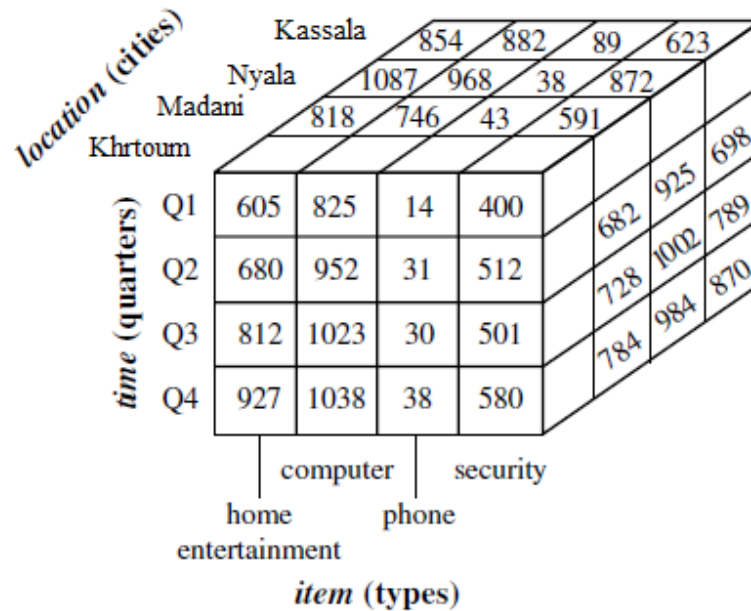 Kassala 854 882 89 623
Nyala 1087 968 38 872
Madani 818 746 43 591
Khrtoum
location (cities)
Q1 605 825 14 400
Q2 680 952 31 512
Q3 812 1023 30 501
Q4 927 1038 38 580
time (quarters)
682 925 698
728 1002 789
784 984 870
computer security
home phone
entertainment
item (types)